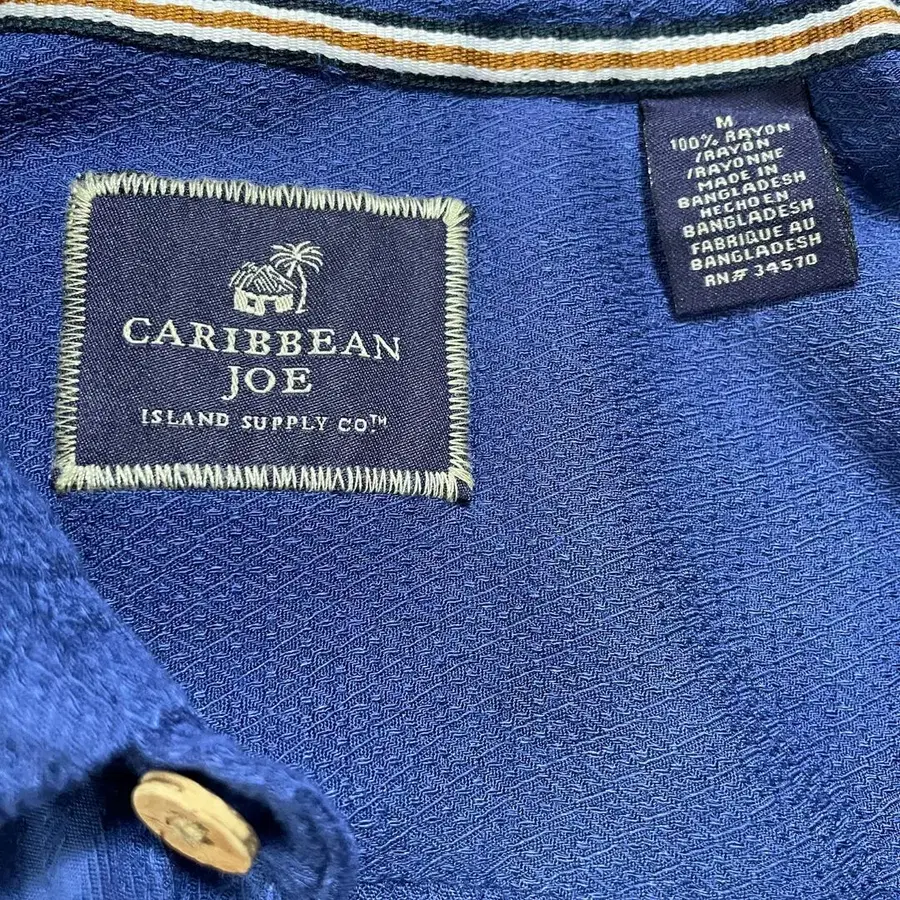 CARIBBEAN
JOE
ISLAND SUPPLY CO™
M
100% RAYON
/RAYÓN
/RAYONNE
MADE IN
BANGLADESH
HECHO EN
BANGLADESH
FABRIQUE AU
BANGLADESH
RN# 34570